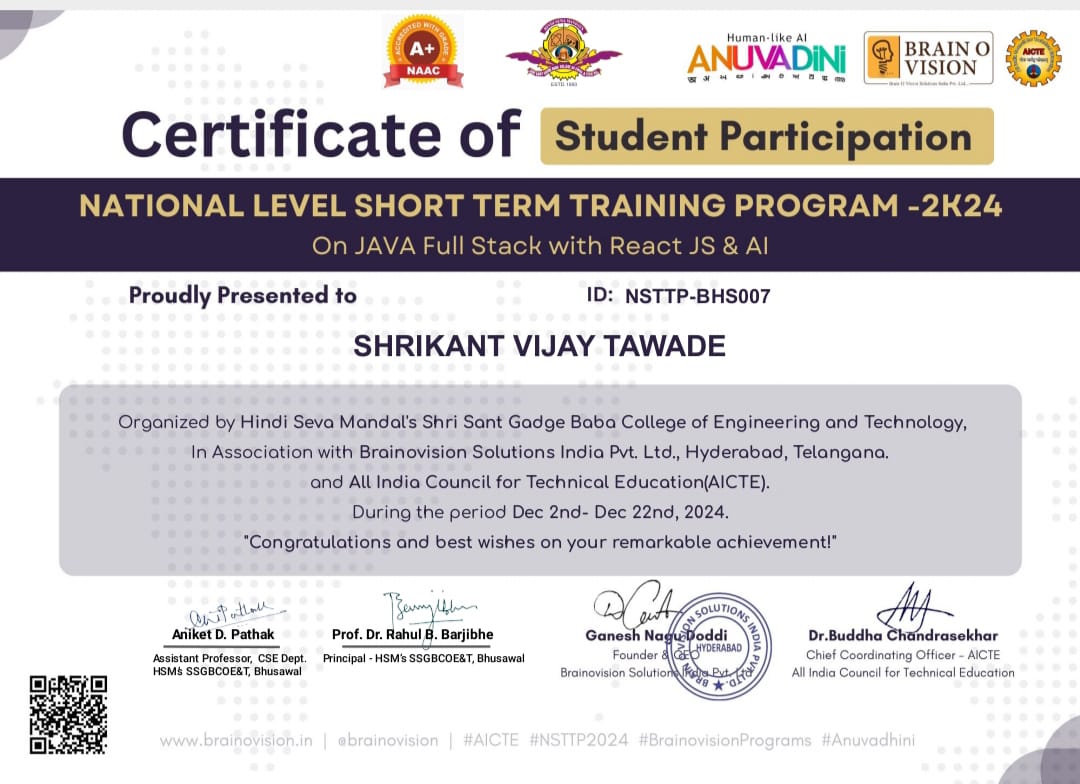 ACCREDITED WITH GRADE
A+
NAAC
ESTD. 1993
Human-like AI
ANUVADINI
BRAIN O
VISION
Brain O Vision Solutions India Pvt. Ltd.
AICTE
Certificate of Student Participation
NATIONAL LEVEL SHORT TERM TRAINING PROGRAM -2K24
On JAVA Full Stack with React JS & AI
Proudly Presented to
ID: NSTTP-BHS007
SHRIKANT VIJAY TAWADE
Organized by Hindi Seva Mandal's Shri Sant Gadge Baba College of Engineering and Technology,
In Association with Brainovision Solutions India Pvt. Ltd., Hyderabad, Telangana.
and All India Council for Technical Education(AICTE).
During the period Dec 2nd- Dec 22nd, 2024.
"Congratulations and best wishes on your remarkable achievement!"
Aniket D. Pathak
Assistant Professor, CSE Dept.
HSM's SSGBCOE&T, Bhusawal
Prof. Dr. Rahul B. Barjibhe
Principal - HSM's SSGBCOE&T, Bhusawal
Ganesh Nagu Doddi
Founder & CEO
Brainovision Solutions India Pvt. Ltd.
BRAIN O VISION SOLUTIONS INDIA PVT. LTD.
HYDERABAD
Dr.Buddha Chandrasekhar
Chief Coordinating Officer - AICTE
All India Council for Technical Education
www.brainovision.in | @brainovision | #AICTE #NSTTP2024 #BrainovisionPrograms #Anuvadhini